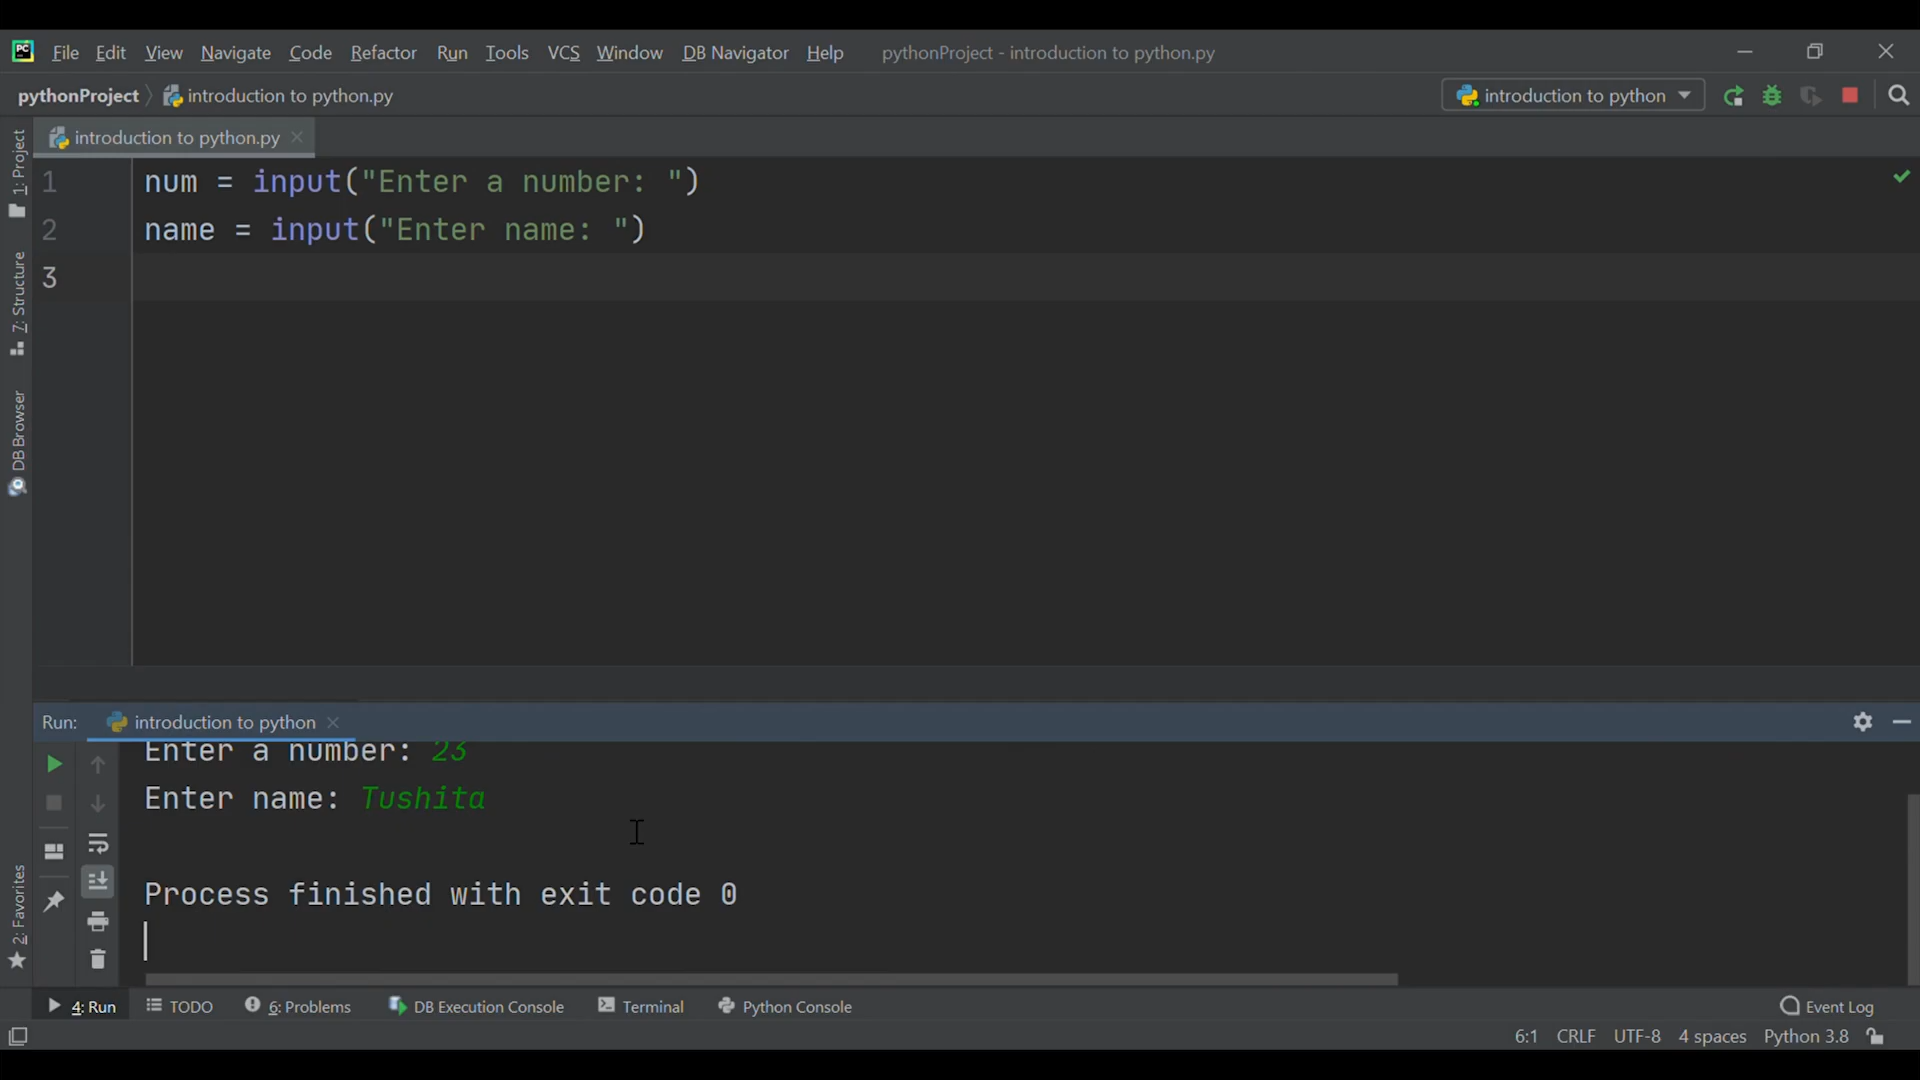 PC File Edit View Navigate Code Refactor Run Tools VCS Window DB Navigator Help pythonProject - introduction to python.py
pythonProject introduction to python.py introduction to python
introduction to python.py
1: Project
7: Structure
DB Browser
2: Favorites
1 num = input("Enter a number: ")
2 name = input("Enter name: ")
3
Run: introduction to python
Enter a number: 23
Enter name: Tushita
Process finished with exit code 0
4: Run TODO 6: Problems DB Execution Console Terminal Python Console Event Log
6:1 CRLF UTF-8 4 spaces Python 3.8